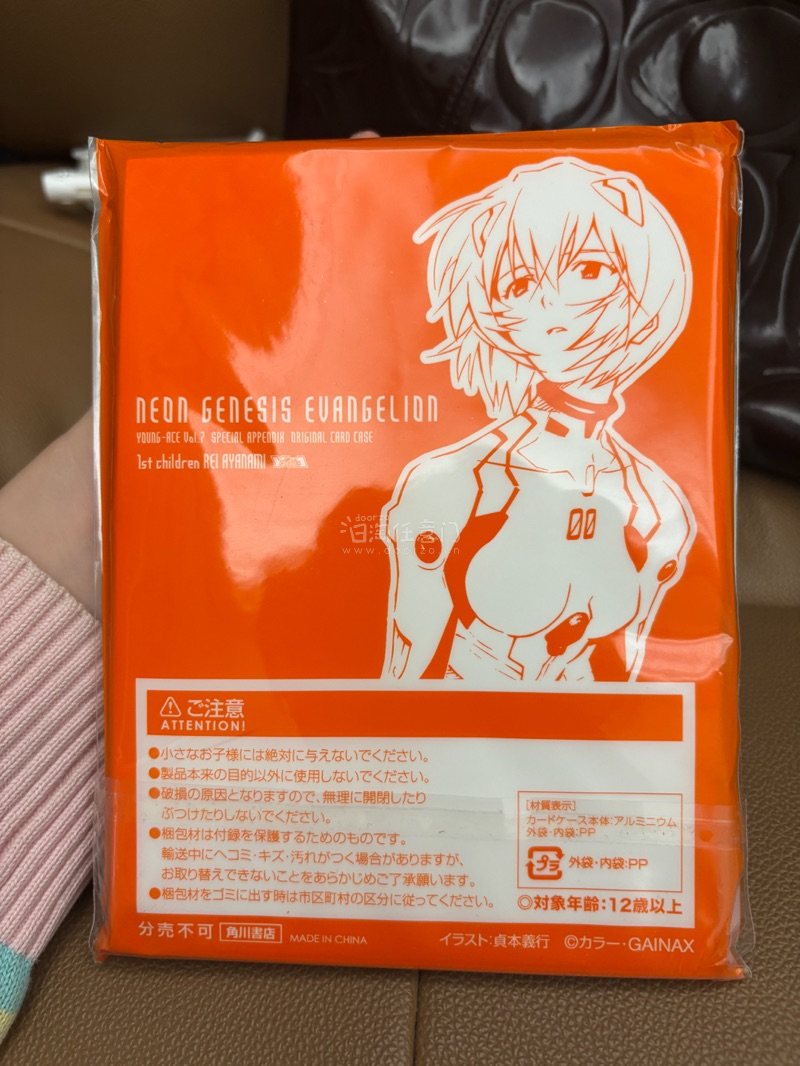 NEON GENESIS EVANGELION
YOUNG-ACE Vol.7 SPECIAL APPENDIX ORIGINAL CARD CASE
1st children REI AYANAMI
00
doorzo
日淘任意门
www.doorzo.cn
ご注意
ATTENTION!
●小さなお子様には絶対に与えないでください。
●製品本来の目的以外に使用しないでください。
●破損の原因となりますので、無理に開閉したり
ぶつけたりしないでください。
●梱包材は付録を保護するためのものです。
輸送中にヘコミ・キズ・汚れがつく場合がありますが、
お取り替えできないことをあらかじめご了承願います。
●梱包材をゴミに出す時は市区町村の区分に従ってください。
[材質表示]
カードケース本体:アルミニウム
外袋・内袋:PP
プラ 外袋・内袋:PP
◎対象年齢:12歳以上
分売不可 角川書店 MADE IN CHINA イラスト:貞本義行 ©カラー・GAINAX